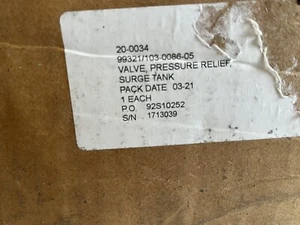 20-0034
99321/103-0086-05
VALVE, PRESSURE RELIEF,
SURGE TANK
PACK DATE 03-21
1 EACH
P.O. 92S10252
S/N 1713039